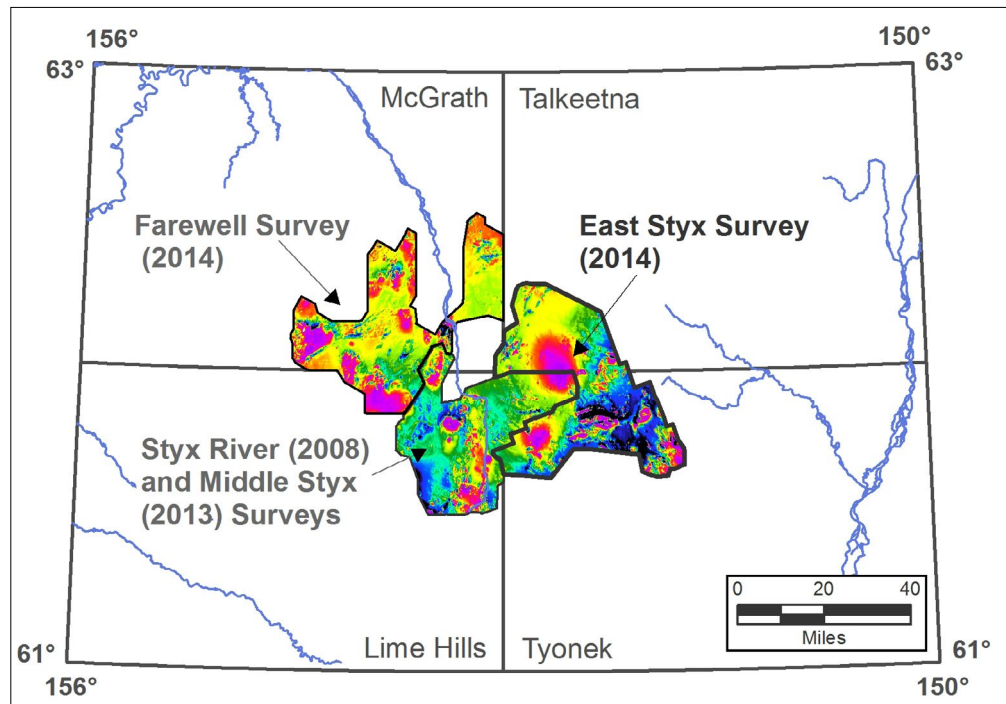 156°
150°
63°
63°
McGrath
Talkeetna
Farewell Survey
(2014)
East Styx Survey
(2014)
Styx River (2008)
and Middle Styx
(2013) Surveys
0 20 40
Miles
Lime Hills
Tyonek
61°
61°
156°
150°